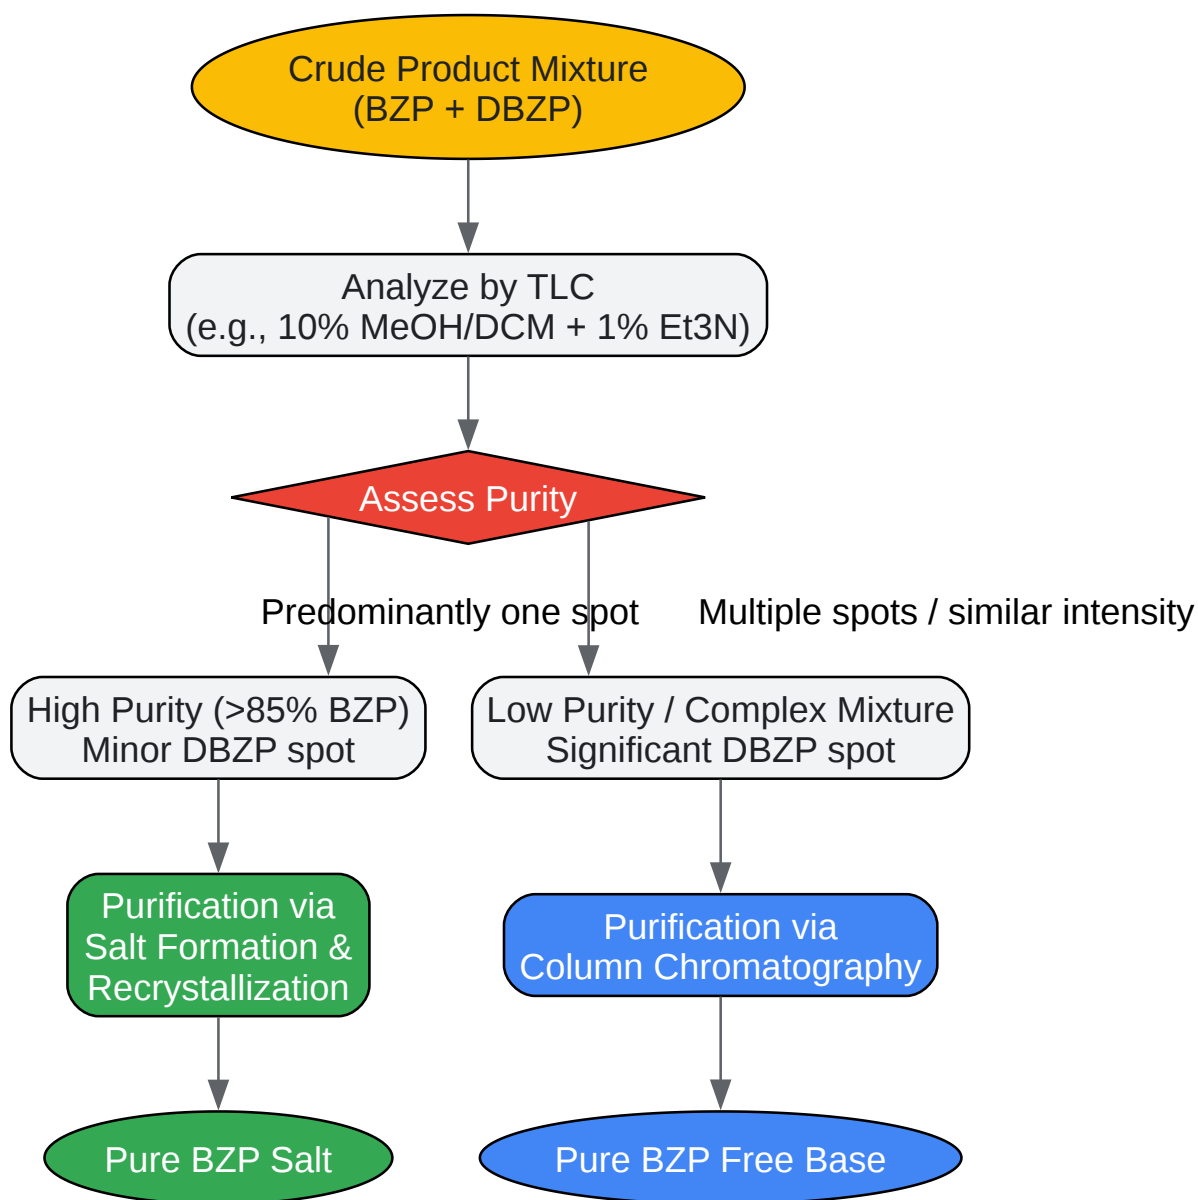 Crude Product Mixture
(BZP + DBZP)
Analyze by TLC
(e.g., 10% MeOH/DCM + 1% Et3N)
Assess Purity
Predominantly one spot
Multiple spots / similar intensity
High Purity (>85% BZP)
Minor DBZP spot
Low Purity / Complex Mixture
Significant DBZP spot
Purification via
Salt Formation &
Recrystallization
Purification via
Column Chromatography
Pure BZP Salt
Pure BZP Free Base